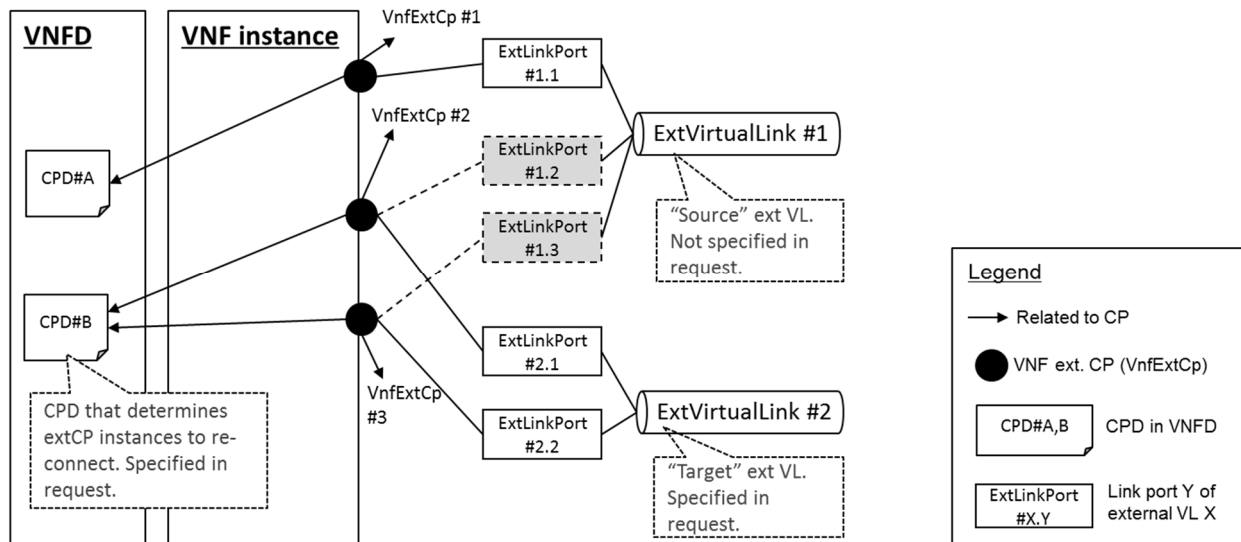 VNFD
VNF instance
VnfExtCp #1
ExtLinkPort
#1.1
VnfExtCp #2
ExtVirtualLink #1
ExtLinkPort
#1.2
CPD#A
"Source" ext VL.
Not specified in
request.
ExtLinkPort
#1.3
CPD#B
ExtLinkPort
#2.1
VnfExtCp
#3
CPD that determines
extCP instances to re-
connect. Specified in
request.
ExtVirtualLink #2
ExtLinkPort
#2.2
"Target" ext VL.
Specified in
request.
Legend
Related to CP
VNF ext. CP (VnfExtCp)
CPD#A,B
CPD in VNFD
ExtLinkPort
#X.Y
Link port Y of
external VL X